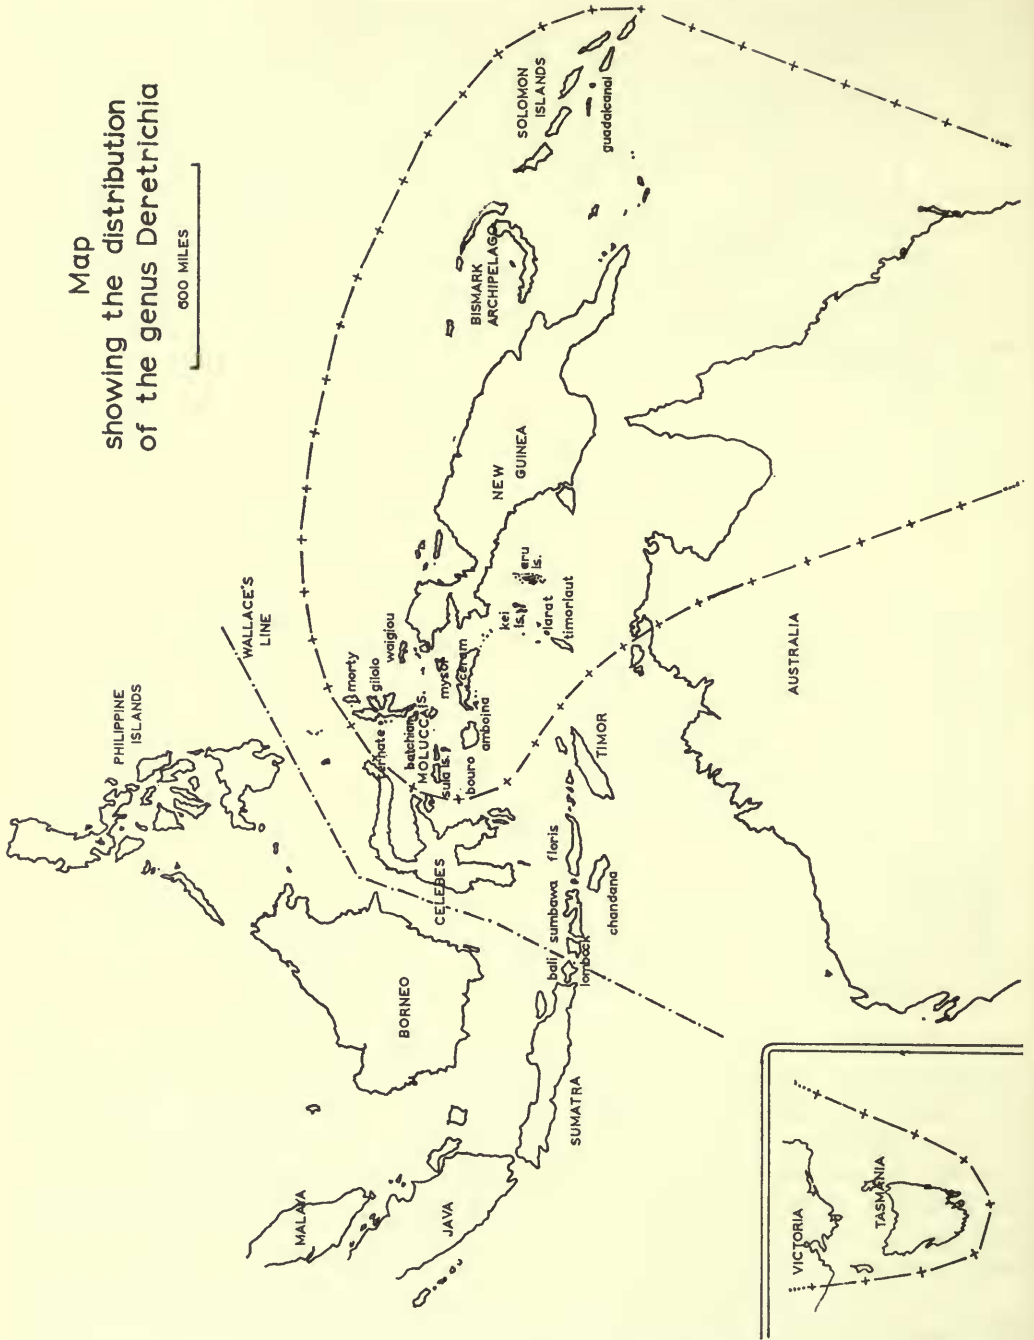 Map
showing the distribution
of the genus Deretrichia
600 MILES
PHILIPPINE
ISLANDS
WALLACE'S
LINE
MALAYA
BORNEO
CELEBES
JAVA
SUMATRA
bali
lombock
sumbawa
floris
chandana
TIMOR
morty
gilolo
waigiou
ernate
batchian
MOLUCCA IS.
sula is.
mysol
ceram
bouro
amboina
kei
is.
eru
is.
larat
timorlaut
NEW
GUINEA
BISMARK
ARCHIPELAGO
SOLOMON
ISLANDS
guadalcanal
AUSTRALIA
VICTORIA
TASMANIA